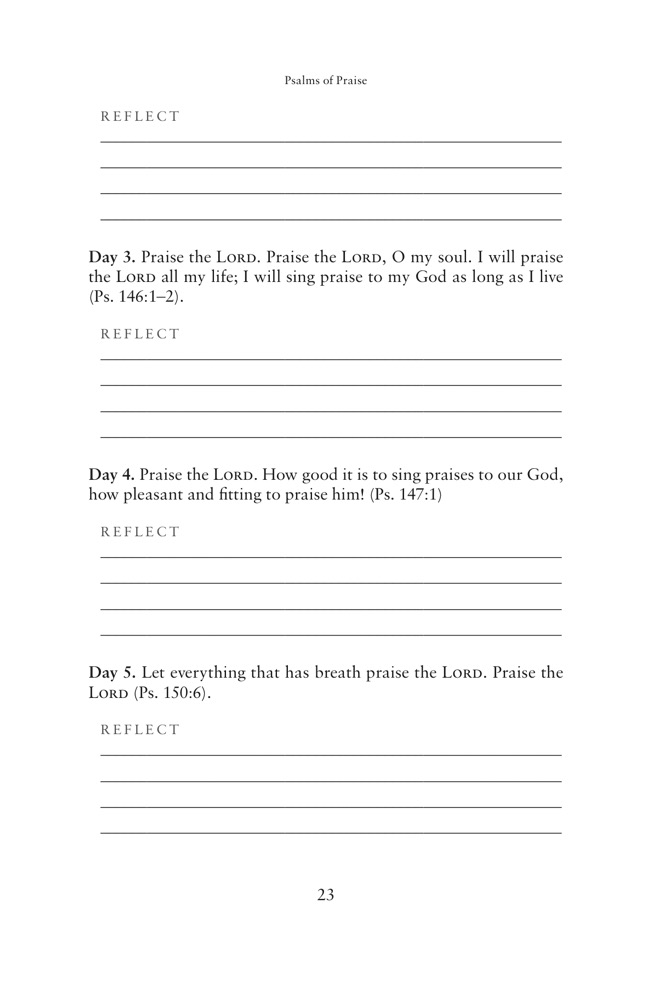 Psalms of Praise
REFLECT
Day 3. Praise the LORD. Praise the LORD, O my soul. I will praise
the LORD all my life; I will sing praise to my God as long as I live
(Ps. 146:1–2).
REFLECT
Day 4. Praise the LORD. How good it is to sing praises to our God,
how pleasant and fitting to praise him! (Ps. 147:1)
REFLECT
Day 5. Let everything that has breath praise the LORD. Praise the
LORD (Ps. 150:6).
REFLECT
23